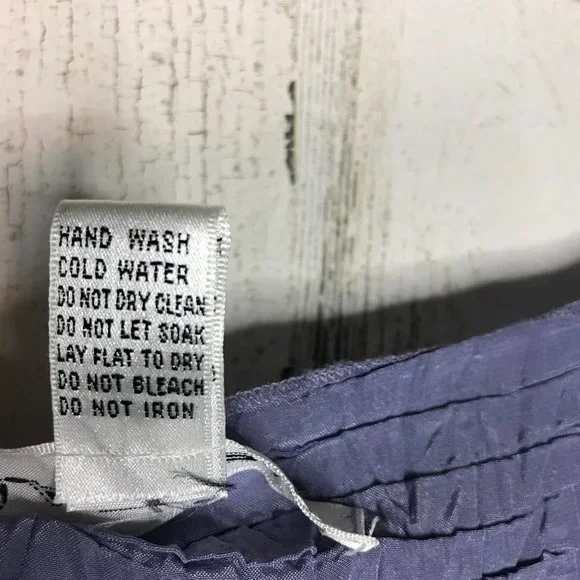 HAND WASH
COLD WATER
DO NOT DRY CLEAN
DO NOT LET SOAK
LAY FLAT TO DRY
DO NOT BLEACH
DO NOT IRON